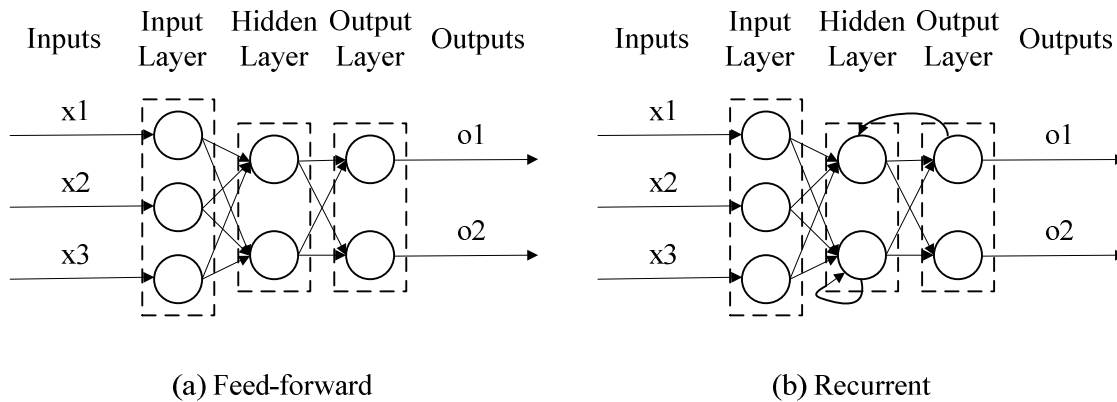 Inputs
Input
Layer
Hidden
Layer
Output
Layer
Outputs
x1
x2
x3
o1
o2
(a) Feed-forward
Inputs
Input
Layer
Hidden
Layer
Output
Layer
Outputs
x1
x2
x3
o1
o2
(b) Recurrent